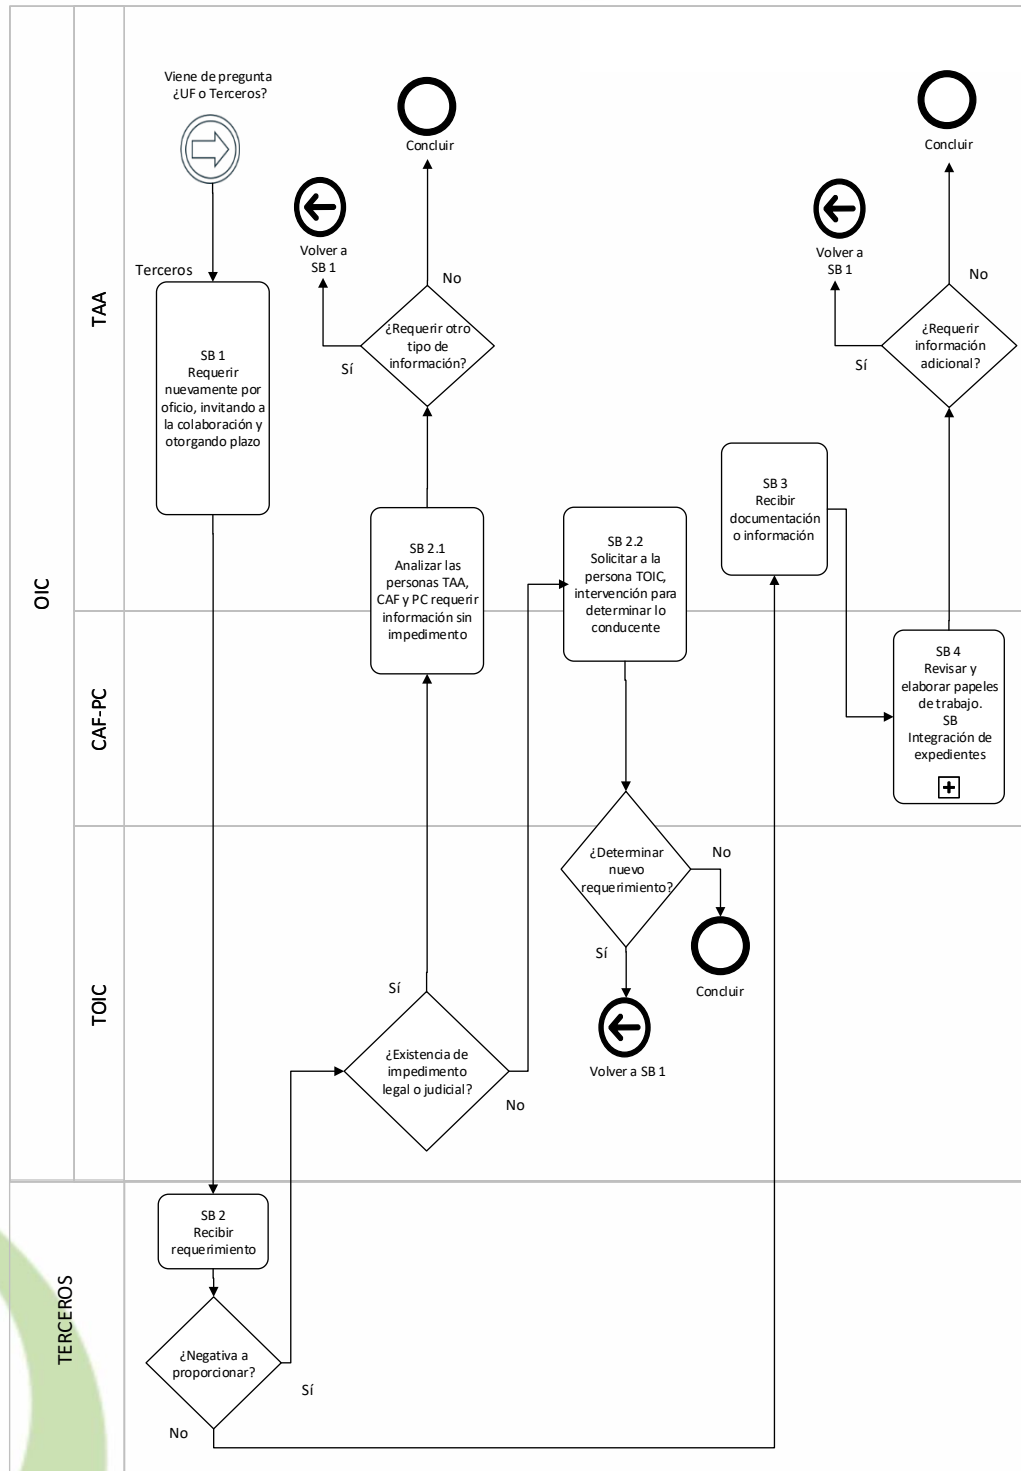 OIC
TAA
Viene de pregunta
¿UF o Terceros?
Terceros
SB 1
Requerir
nuevamente por
oficio, invitando a
la colaboración y
otorgando plazo
Concluir
Volver a
SB 1
No
¿Requerir otro
tipo de
información?
Sí
SB 2.1
Analizar las
personas TAA,
CAF y PC requerir
información sin
impedimento
SB 2.2
Solicitar a la
persona TOIC,
intervención para
determinar lo
conducente
SB 3
Recibir
documentación
o información
Concluir
Volver a
SB 1
No
¿Requerir
información
adicional?
Sí
CAF-PC
SB 4
Revisar y
elaborar papeles
de trabajo.
SB
Integración de
expedientes
TOIC
¿Determinar
nuevo
requerimiento?
No
Sí
Concluir
Volver a SB 1
Sí
¿Existencia de
impedimento
legal o judicial?
No
TERCEROS
SB 2
Recibir
requerimiento
¿Negativa a
proporcionar?
Sí
No